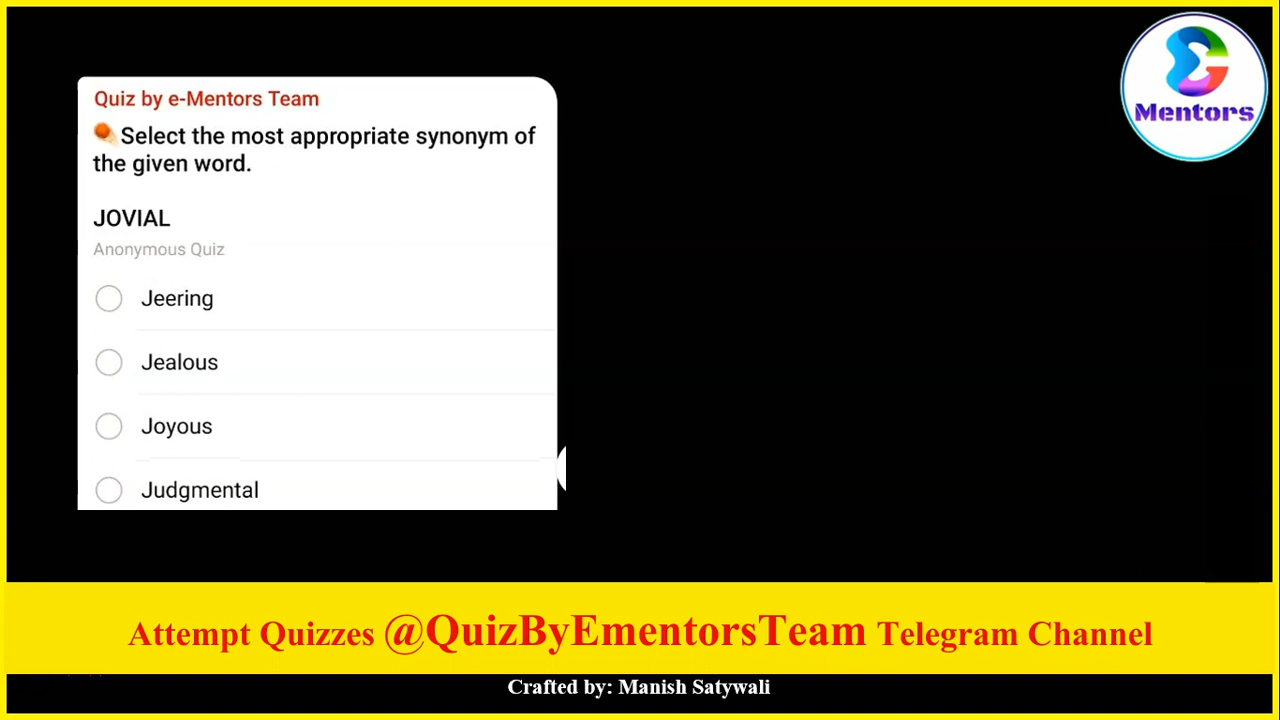 Quiz by e-Mentors Team
Select the most appropriate synonym of
the given word.
JOVIAL
Anonymous Quiz
Jeering
Jealous
Joyous
Judgmental
Mentors
Attempt Quizzes @QuizByEmentorsTeam Telegram Channel
Crafted by: Manish Satywali